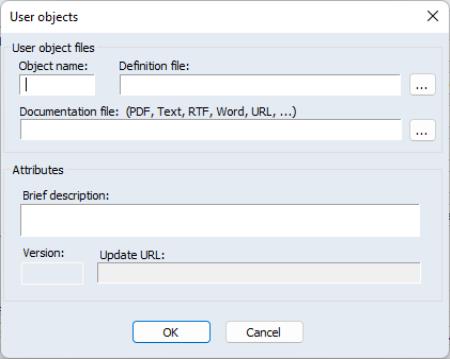 User objects
User object files
Object name: Definition file:
...
Documentation file: (PDF, Text, RTF, Word, URL, ...)
...
Attributes
Brief description:
Version: Update URL:
OK Cancel